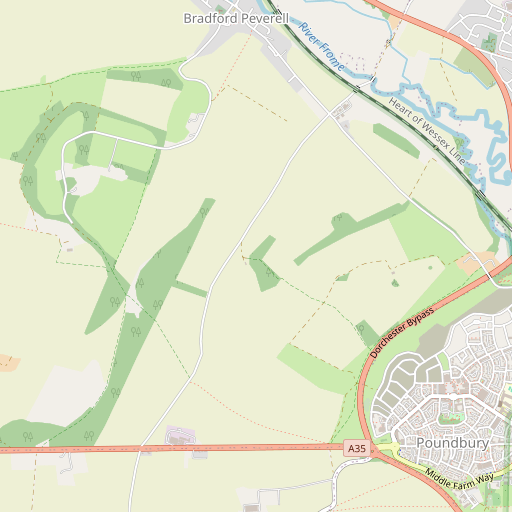 Bradford Peverell
River Frome
Heart of Wessex Line
Dorchester Bypass
A35
Poundbury
Middle Farm Way